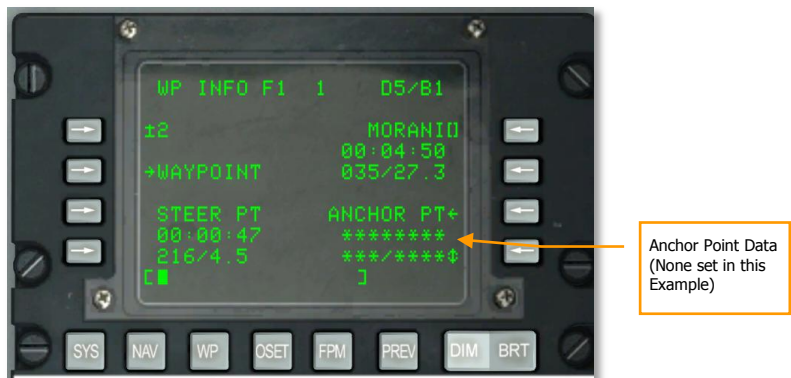 WP INFO F1 1 D5/B1
±2 MORANI[]
00:04:50
→WAYPOINT 035/27.3
STEER PT ANCHOR PT←
00:00:47 ********
216/4.5 ***/****↕
[ ]
Anchor Point Data
(None set in this
Example)
SYS NAV WP OSET FPM PREV DIM BRT